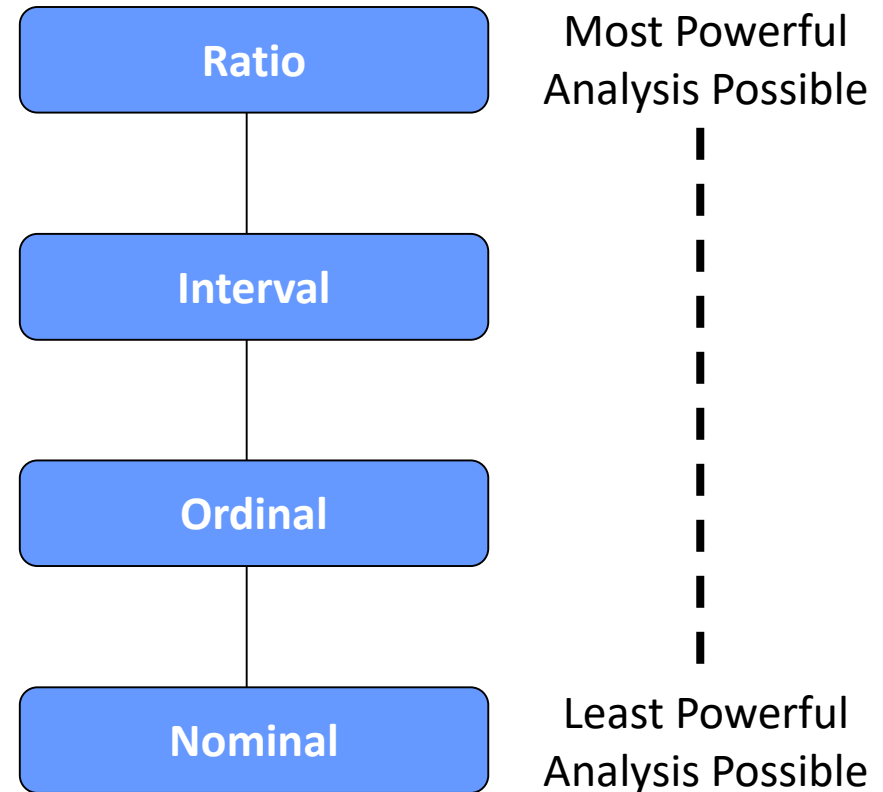 Ratio
Most Powerful
Analysis Possible
Interval
Ordinal
Nominal
Least Powerful
Analysis Possible